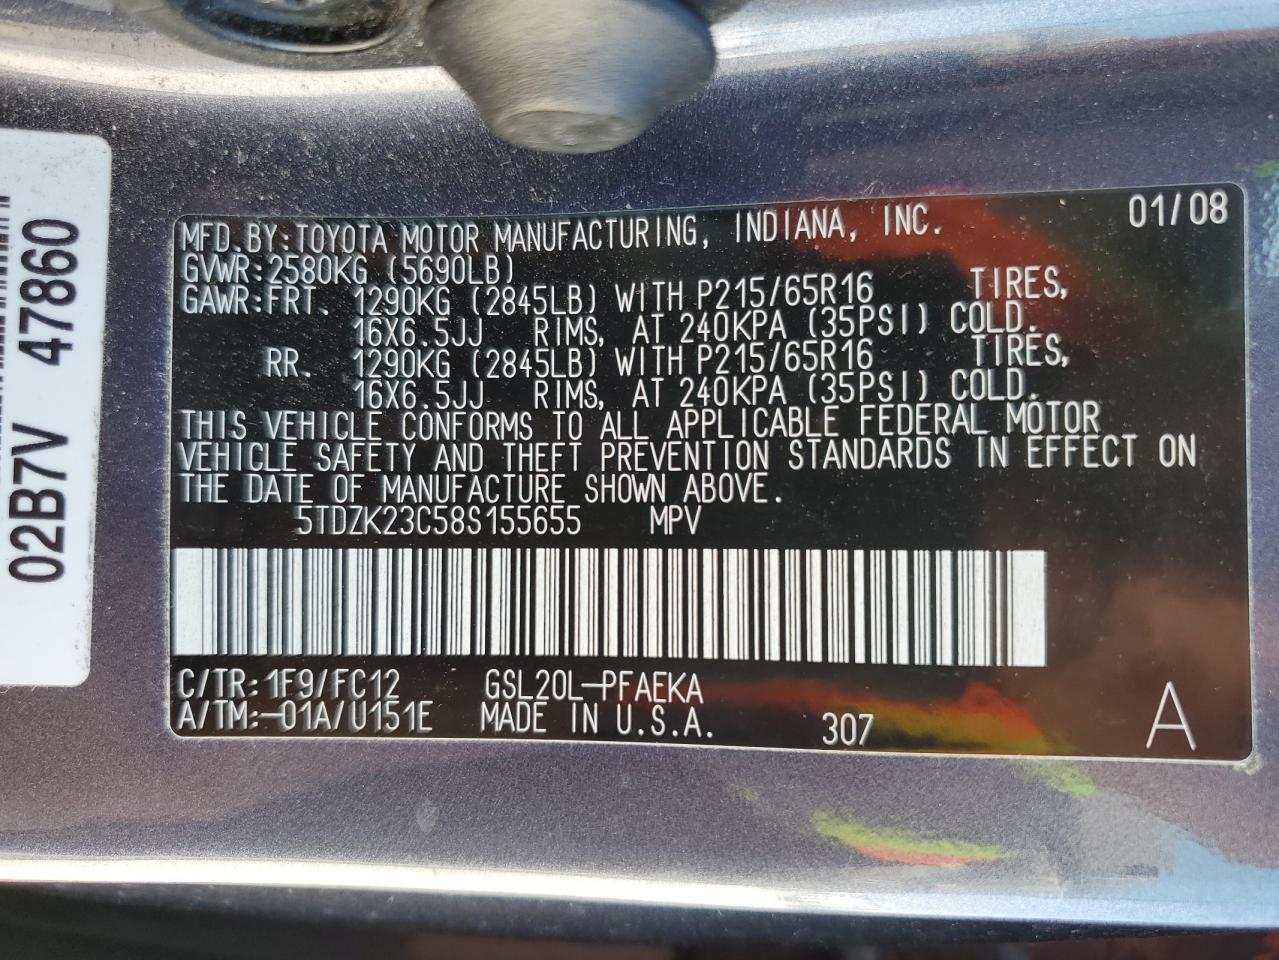 MFD.BY:TOYOTA MOTOR MANUFACTURING, INDIANA, INC. 01/08
GVWR:2580KG (5690LB)
GAWR:FRT. 1290KG (2845LB) WITH P215/65R16 TIRES,
16X6.5JJ RIMS, AT 240KPA (35PSI) COLD.
RR. 1290KG (2845LB) WITH P215/65R16 TIRES,
16X6.5JJ RIMS, AT 240KPA (35PSI) COLD.
THIS VEHICLE CONFORMS TO ALL APPLICABLE FEDERAL MOTOR
VEHICLE SAFETY AND THEFT PREVENTION STANDARDS IN EFFECT ON
THE DATE OF MANUFACTURE SHOWN ABOVE.
5TDZK23C58S155655 MPV
C/TR:1F9/FC12 GSL20L-PFAEKA
A/TM:-01A/U151E MADE IN U.S.A. 307 A
02B7V 47860